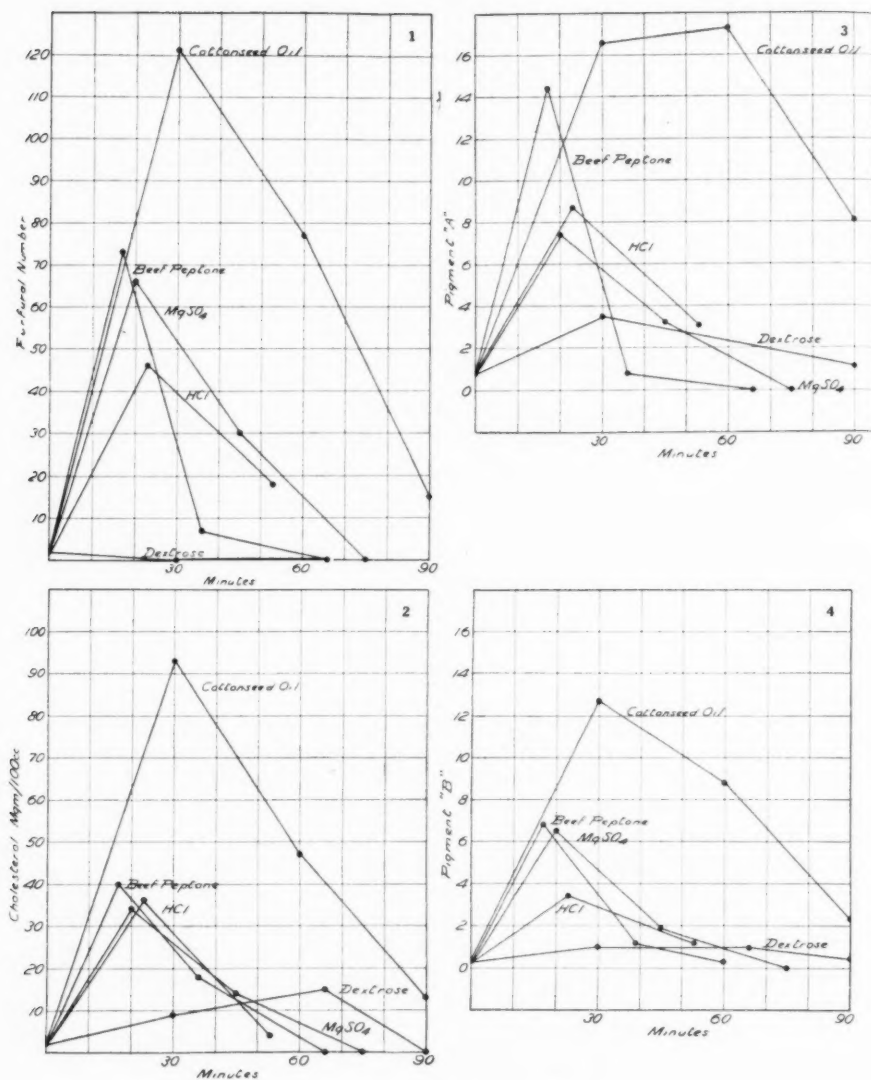 1
120
110
100
90
80
70
60
50
40
30
20
10
Furfural Number
Cottonseed Oil
Beef Peptone
MgSO4
HCl
Dextrose
30
60
90
Minutes
3
16
14
12
10
8
6
4
2
0
Pigment "A"
Cottonseed Oil
Beef Peptone
HCl
Dextrose
MgSO4
30
60
90
Minutes
2
100
90
80
70
60
50
40
30
20
10
Cholesterol Mgm/100cc
Cottonseed Oil
Beef Peptone
HCl
Dextrose
MgSO4
30
60
90
Minutes
4
16
14
12
10
8
6
4
2
0
Pigment "B"
Cottonseed Oil
Beef Peptone
MgSO4
HCl
Dextrose
30
60
90
Minutes